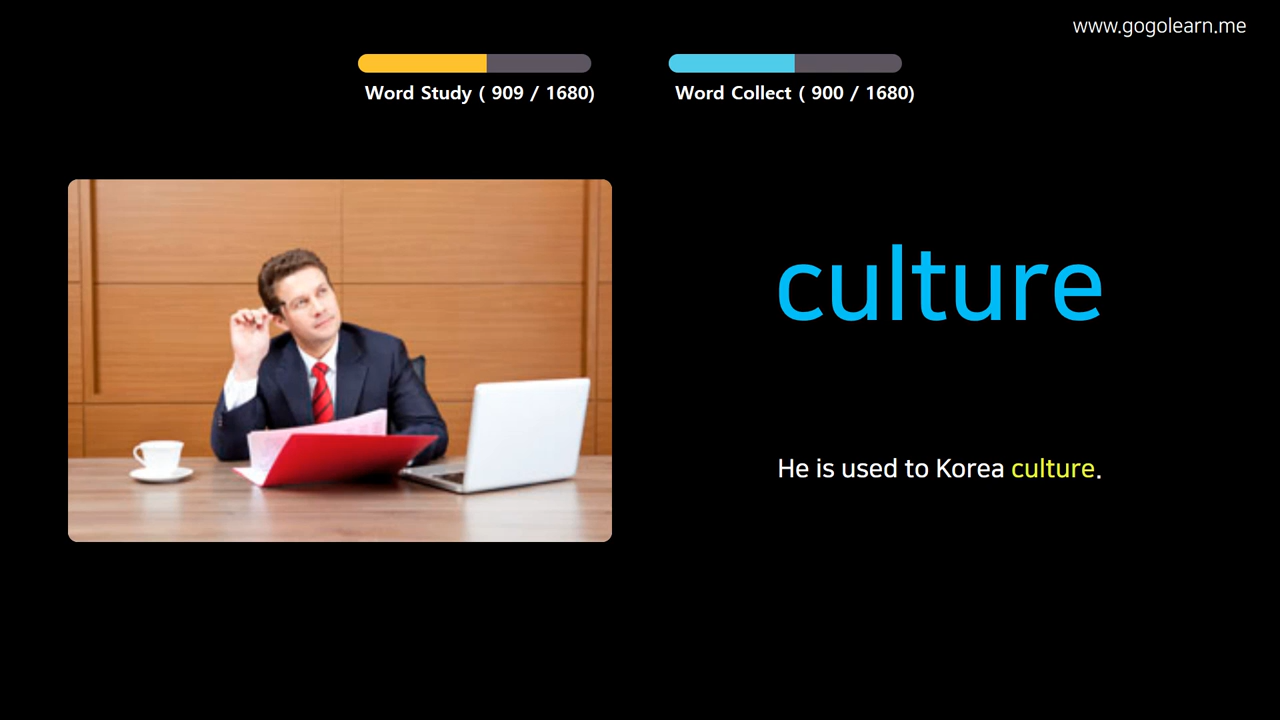 www.gogolearn.me
Word Study ( 909 / 1680)
Word Collect ( 900 / 1680)
culture
He is used to Korea culture.